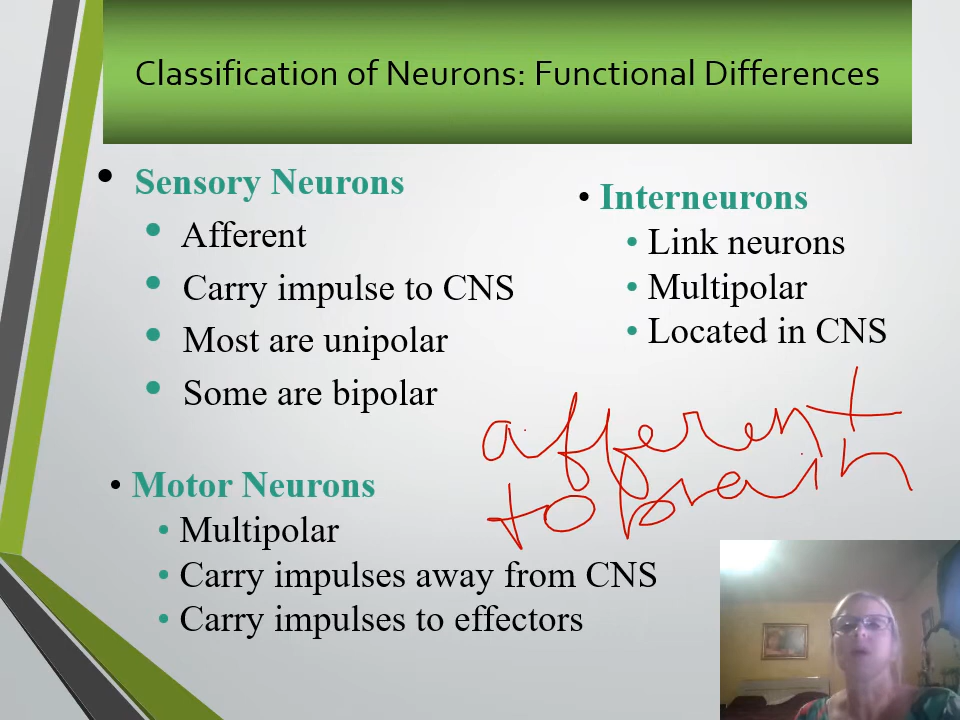 Classification of Neurons: Functional Differences
• Sensory Neurons
• Afferent
• Carry impulse to CNS
• Most are unipolar
• Some are bipolar
• Motor Neurons
• Multipolar
• Carry impulses away from CNS
• Carry impulses to effectors
• Interneurons
• Link neurons
• Multipolar
• Located in CNS
afferent
to brain